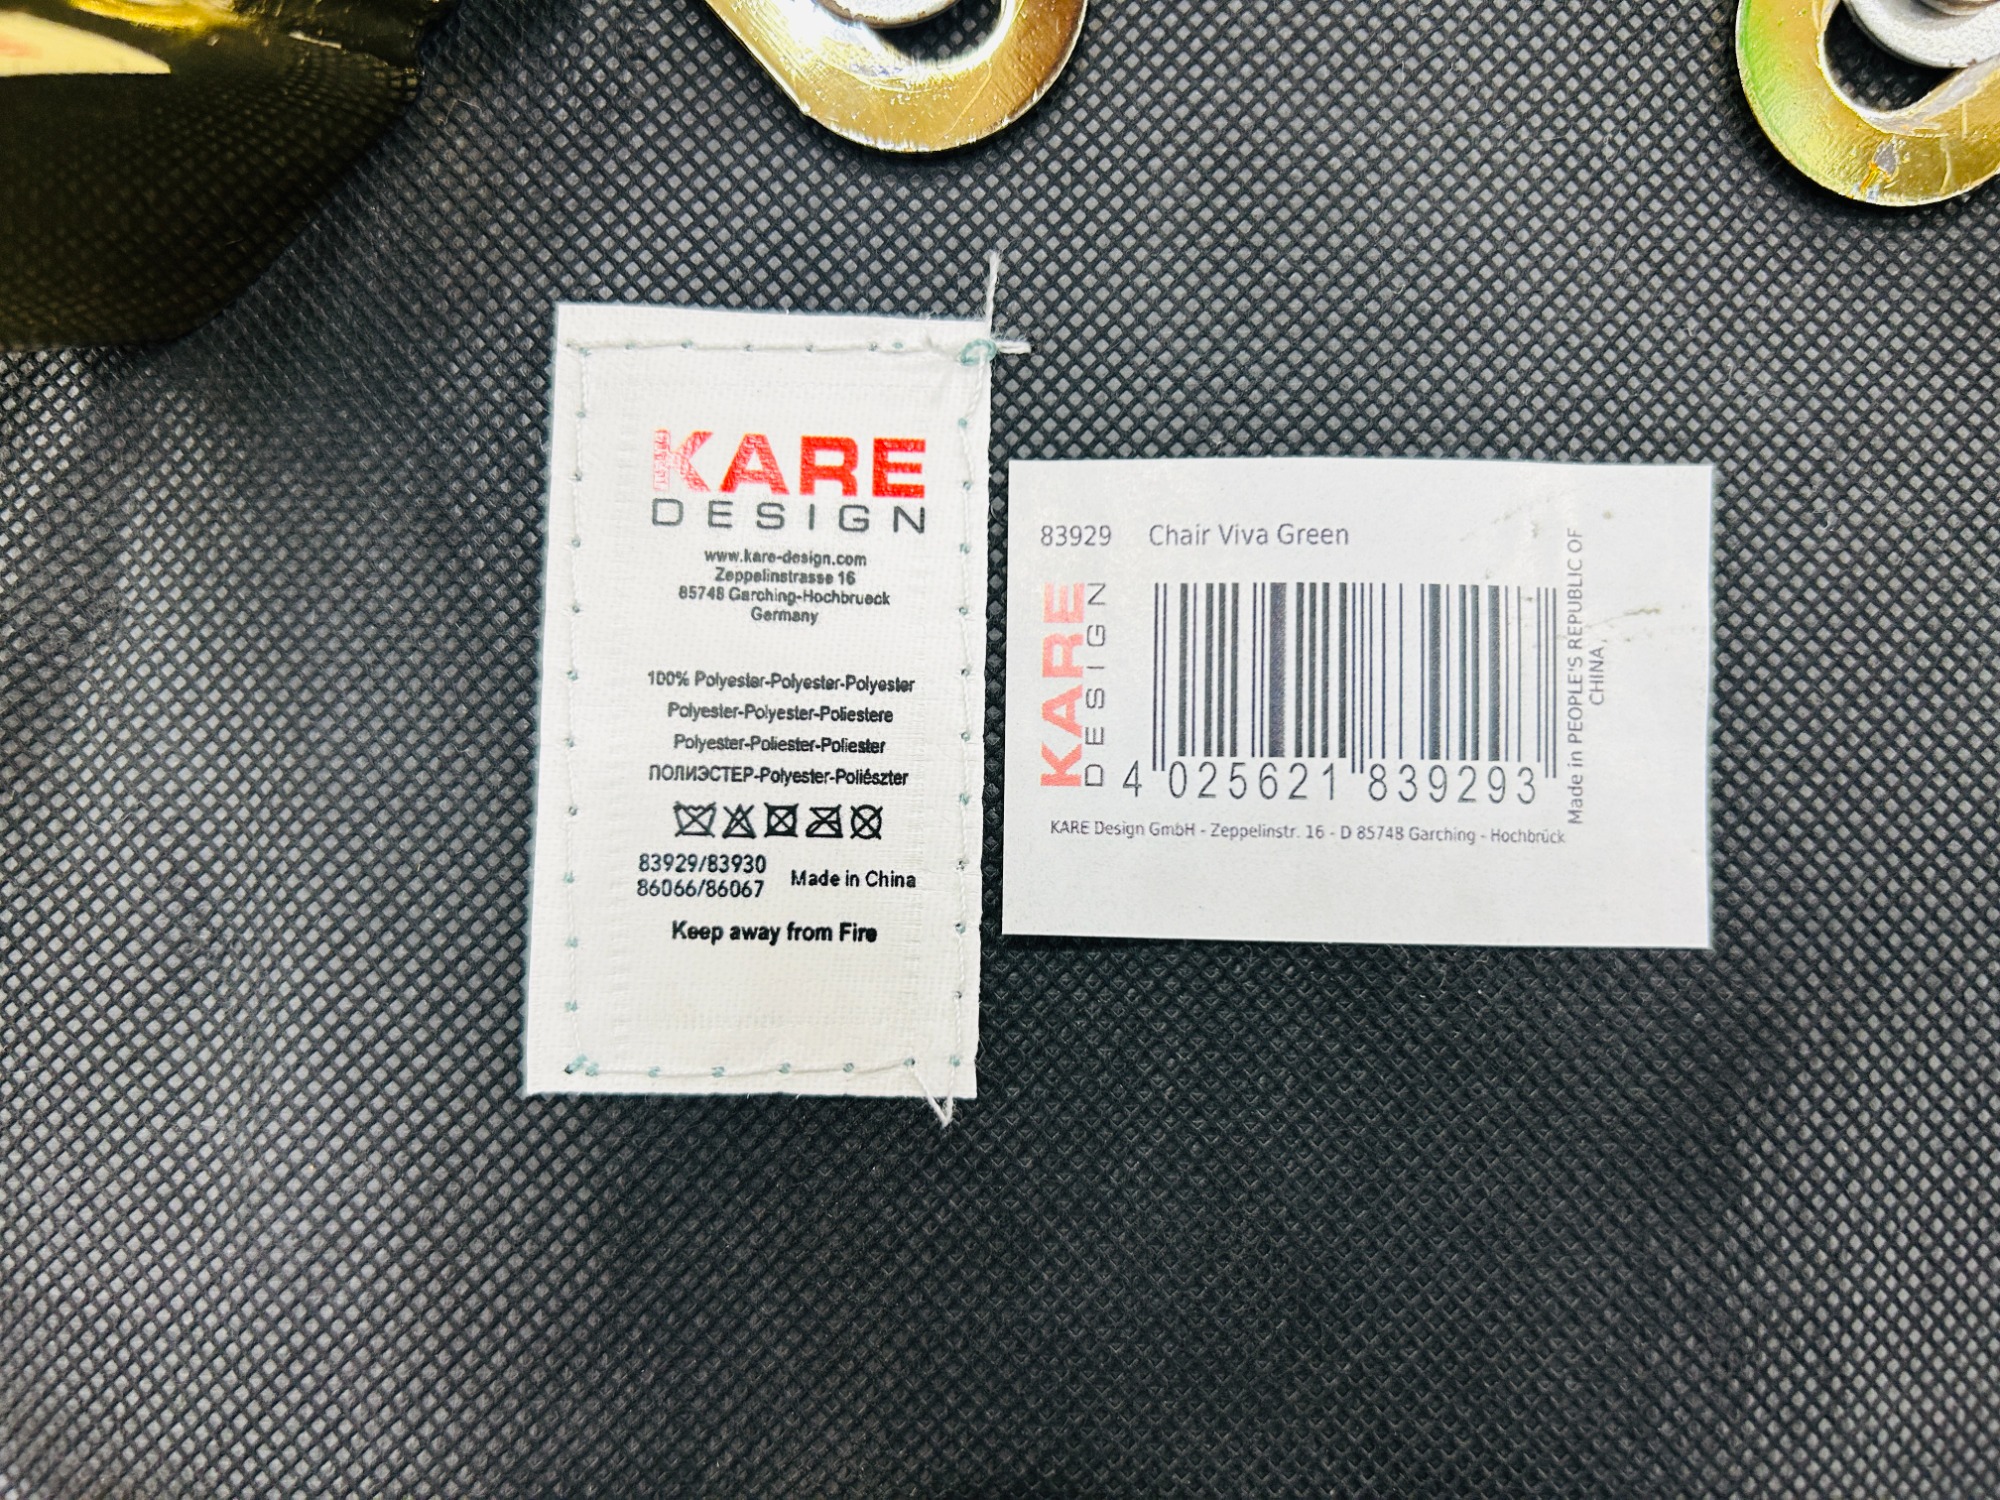 KARE
DESIGN
www.kare-design.com
Zeppelinstrasse 16
85748 Garching-Hochbrueck
Germany
100% Polyester-Polyester-Polyester
Polyester-Polyester-Poliestere
Polyester-Poliester-Poliester
ПОЛИЭСТЕР-Polyester-Poliészter
83929/83930
86066/86067
Made in China
Keep away from Fire
83929 Chair Viva Green
KARE
DESIGN
4 025621 839293
Made in PEOPLE'S REPUBLIC OF
CHINA,
KARE Design GmbH - Zeppelinstr. 16 - D 85748 Garching - Hochbrück